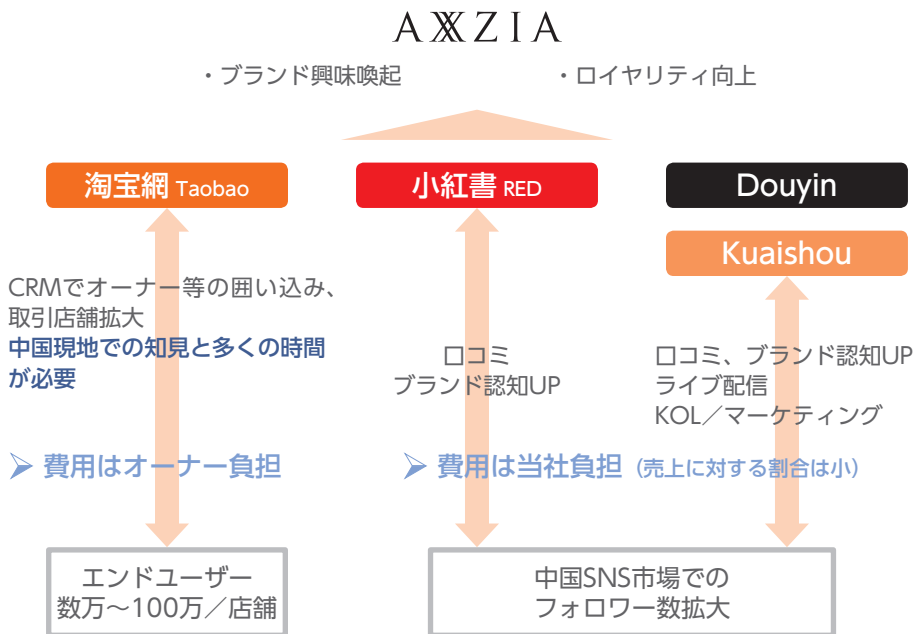 AXXZIA
・ブランド興味喚起
・ロイヤリティ向上
淘宝網 Taobao
小紅書 RED
Douyin
Kuaishou
CRMでオーナー等の囲い込み、
取引店舗拡大
中国現地での知見と多くの時間
が必要
口コミ
ブランド認知UP
口コミ、ブランド認知UP
ライブ配信
KOL／マーケティング
➢ 費用はオーナー負担
➢ 費用は当社負担（売上に対する割合は小）
エンドユーザー
数万～100万／店舗
中国SNS市場での
フォロワー数拡大